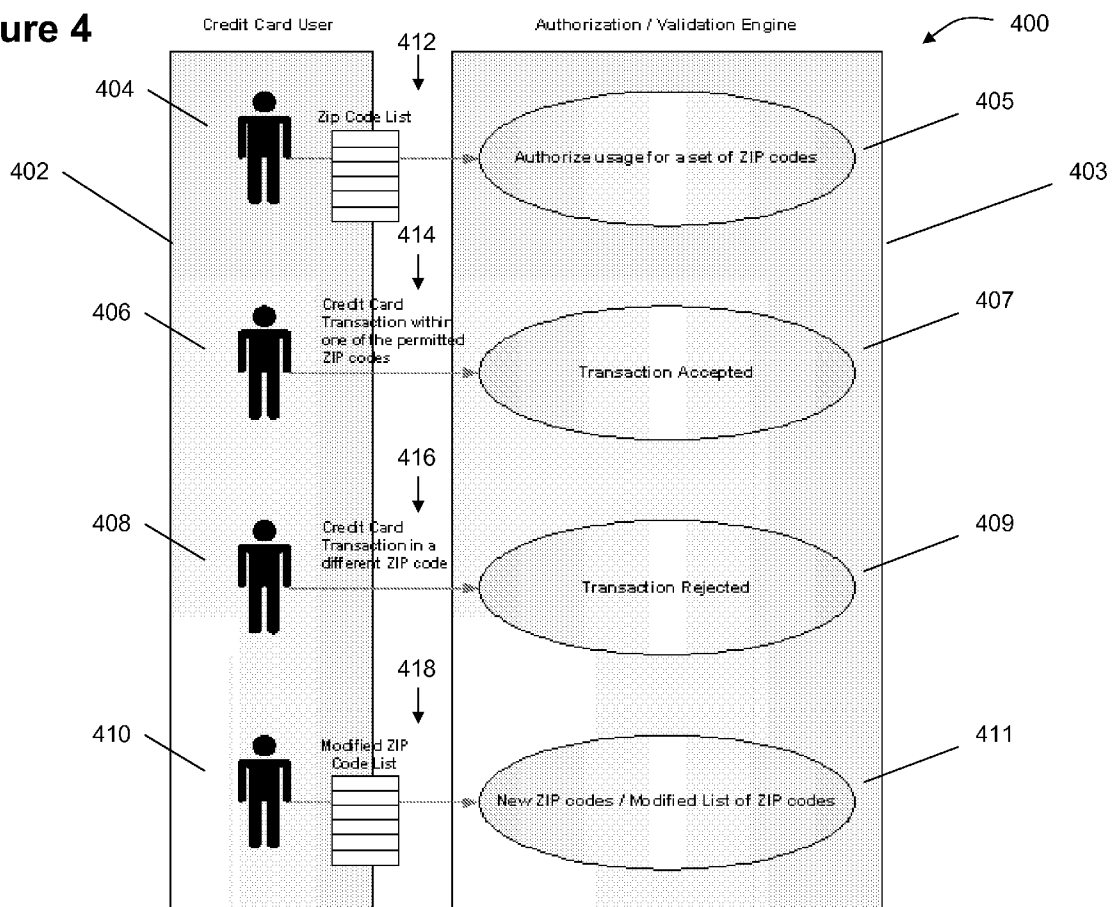 ure 4
Credit Card User
Authorization / Validation Engine
400
412
404
Zip Code List
405
Authorize usage for a set of ZIP codes
402
403
414
406
Credit Card
Transaction within
one of the permitted
ZIP codes
407
Transaction Accepted
416
408
Credit Card
Transaction in a
different ZIP code
409
Transaction Rejected
418
410
Modified ZIP
Code List
411
New ZIP codes / Modified List of ZIP codes